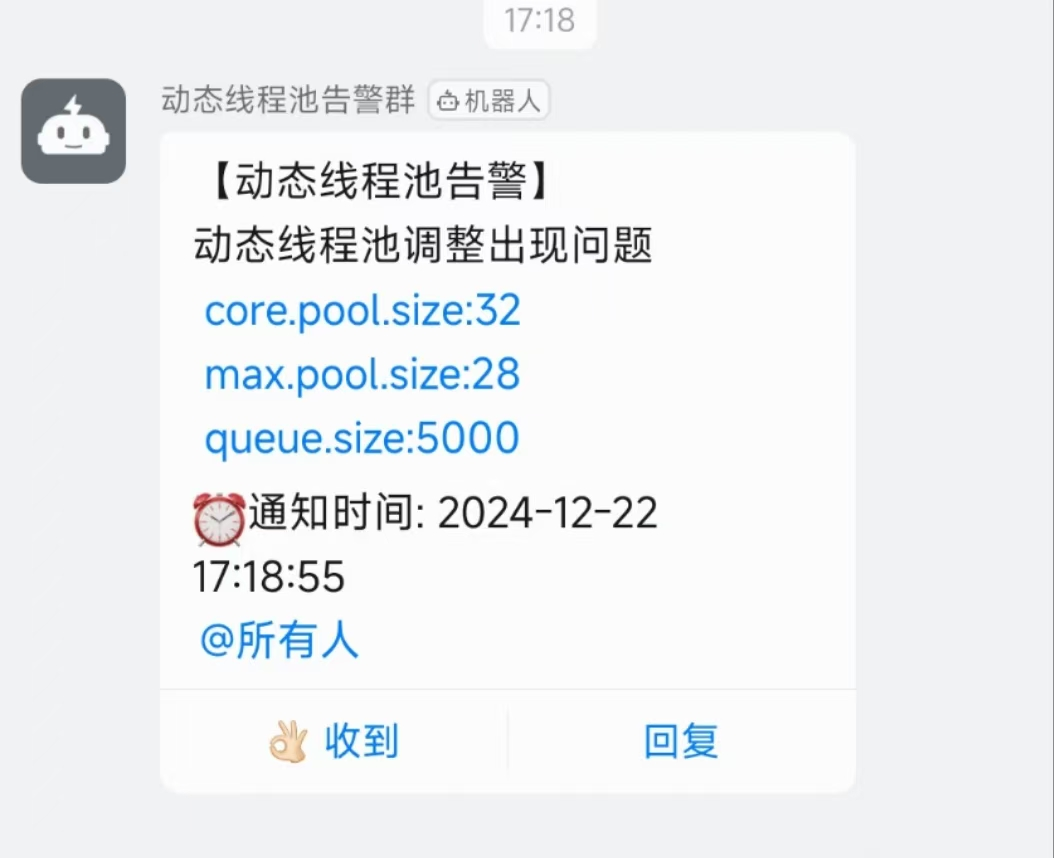 17:18
动态线程池告警群 机器人
【动态线程池告警】
动态线程池调整出现问题
core.pool.size:32
max.pool.size:28
queue.size:5000
⏰通知时间: 2024-12-22
17:18:55
@所有人
👌🏻 收到 回复